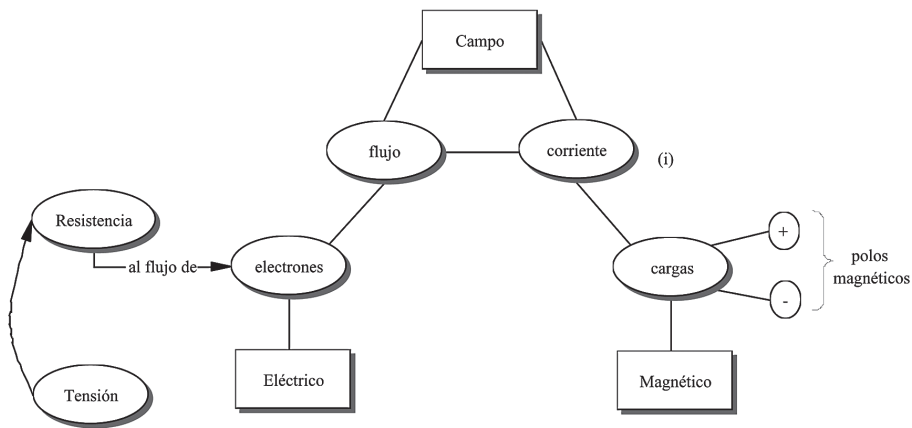 Campo
flujo
corriente
(i)
Resistencia
al flujo de
electrones
cargas
+
-
polos
magnéticos
Eléctrico
Magnético
Tensión